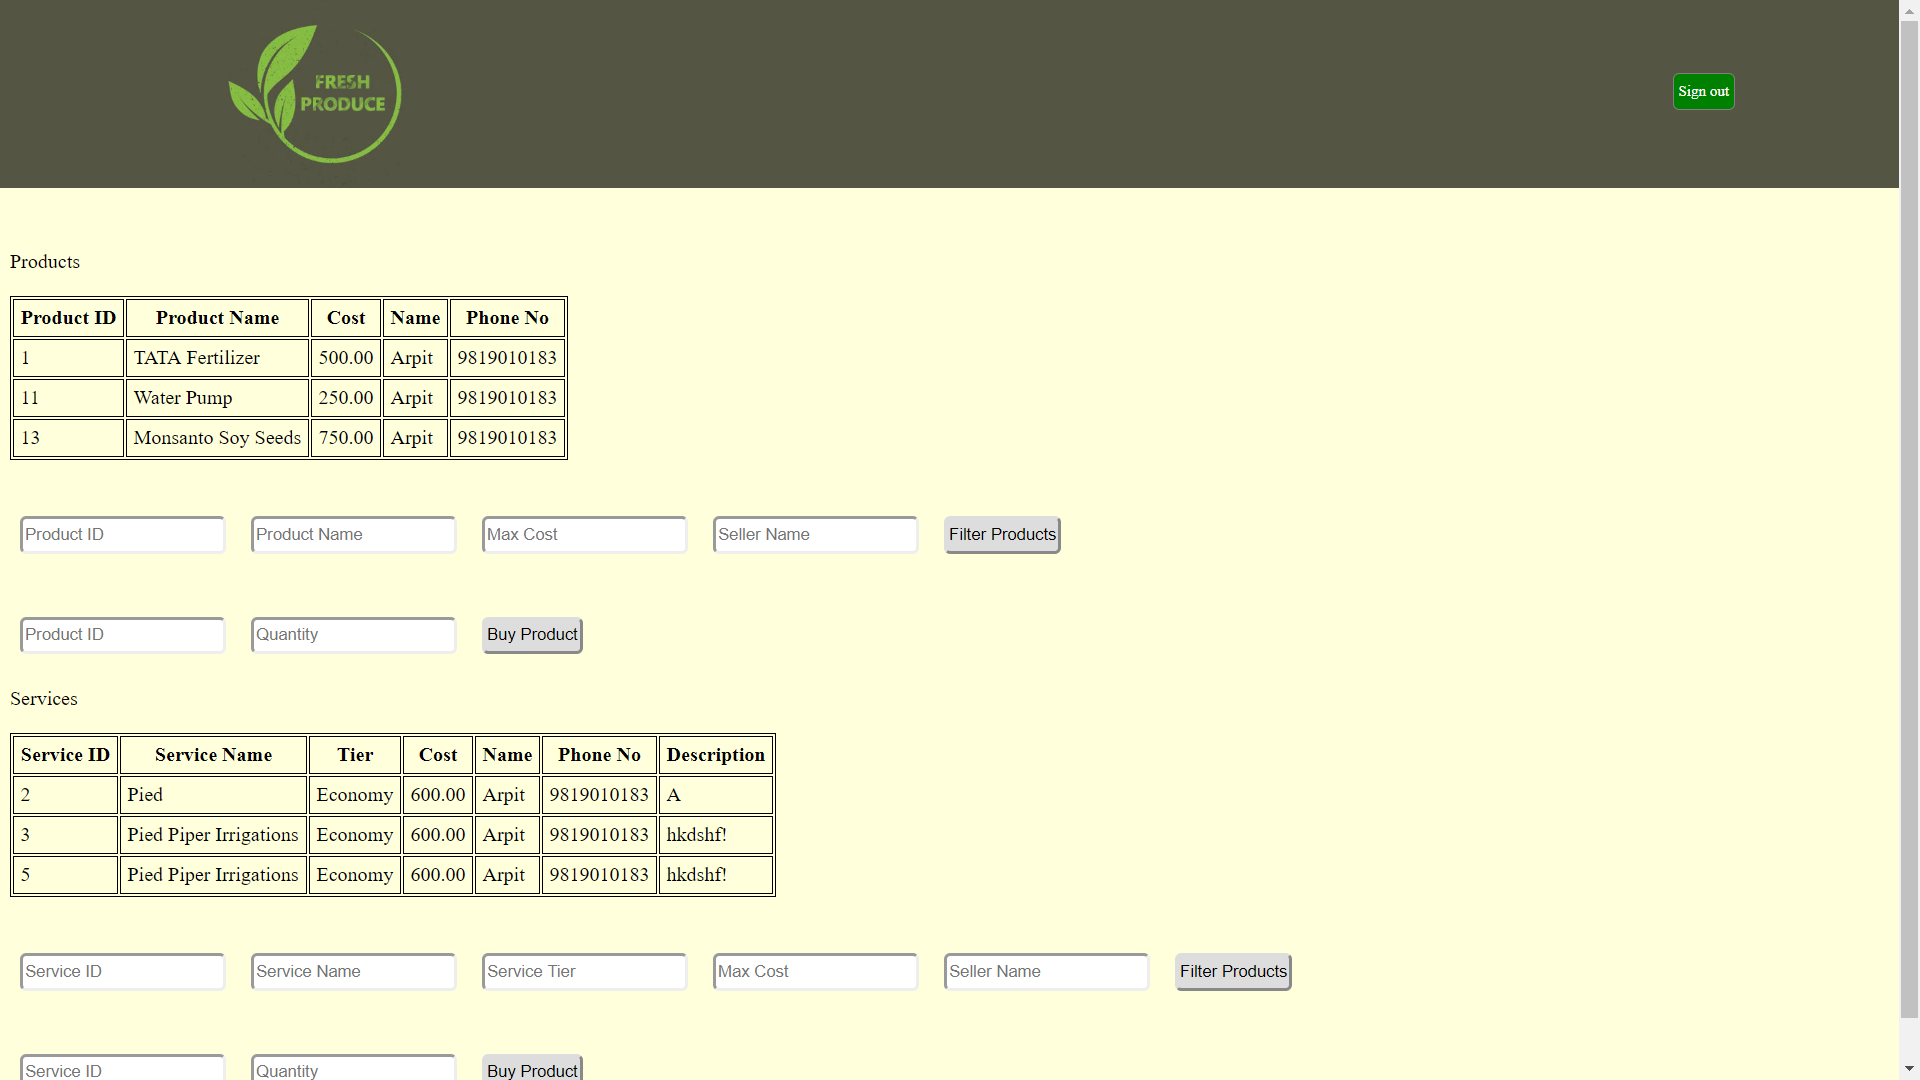 FRESH
PRODUCE
Sign out
Products
Product ID Product Name Cost Name Phone No
1 TATA Fertilizer 500.00 Arpit 9819010183
11 Water Pump 250.00 Arpit 9819010183
13 Monsanto Soy Seeds 750.00 Arpit 9819010183
Product ID Product Name Max Cost Seller Name Filter Products
Product ID Quantity Buy Product
Services
Service ID Service Name Tier Cost Name Phone No Description
2 Pied Economy 600.00 Arpit 9819010183 A
3 Pied Piper Irrigations Economy 600.00 Arpit 9819010183 hkdshf!
5 Pied Piper Irrigations Economy 600.00 Arpit 9819010183 hkdshf!
Service ID Service Name Service Tier Max Cost Seller Name Filter Products
Service ID Quantity Buy Product